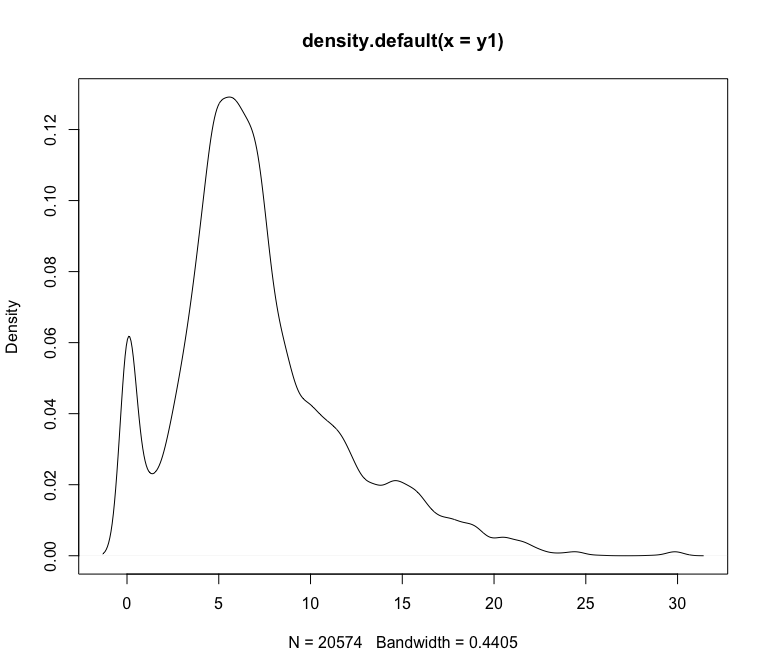 density.default(x = y1)
Density
0.00 0.02 0.04 0.06 0.08 0.10 0.12
0 5 10 15 20 25 30
N = 20574 Bandwidth = 0.4405